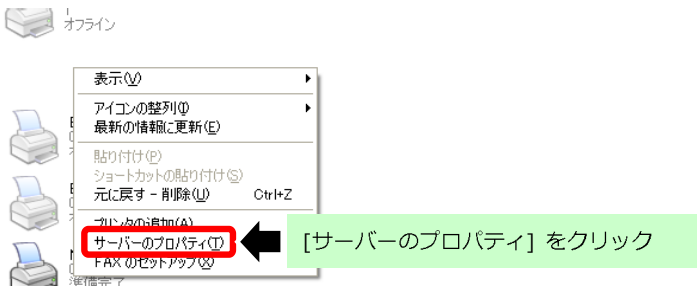 オフライン
表示(V)
アイコンの整列(I)
最新の情報に更新(E)
貼り付け(P)
ショートカットの貼り付け(S)
元に戻す - 削除(U) Ctrl+Z
プリンタの追加(A)
サーバーのプロパティ(T)
[サーバーのプロパティ] をクリック
FAX のセットアップ(X)
準備完了